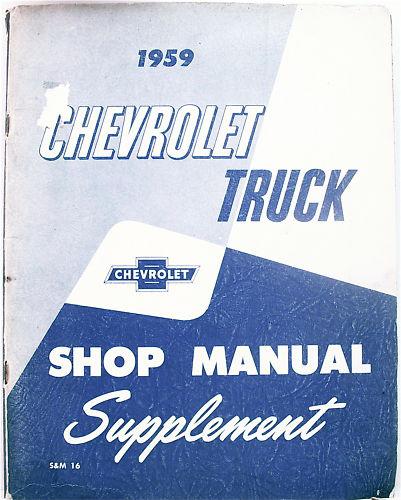 1959
CHEVROLET
TRUCK
CHEVROLET
SHOP MANUAL
Supplement
S&M 16